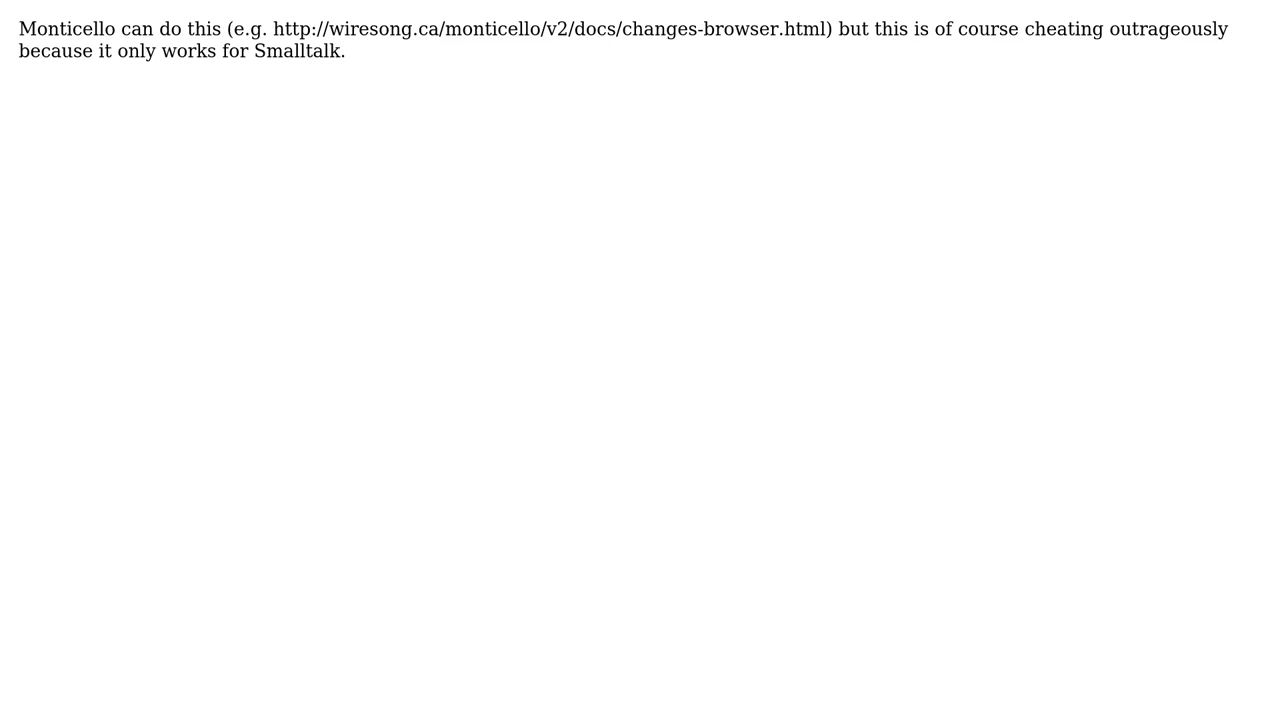 Monticello can do this (e.g. http://wiresong.ca/monticello/v2/docs/changes-browser.html) but this is of course cheating outrageously
because it only works for Smalltalk.